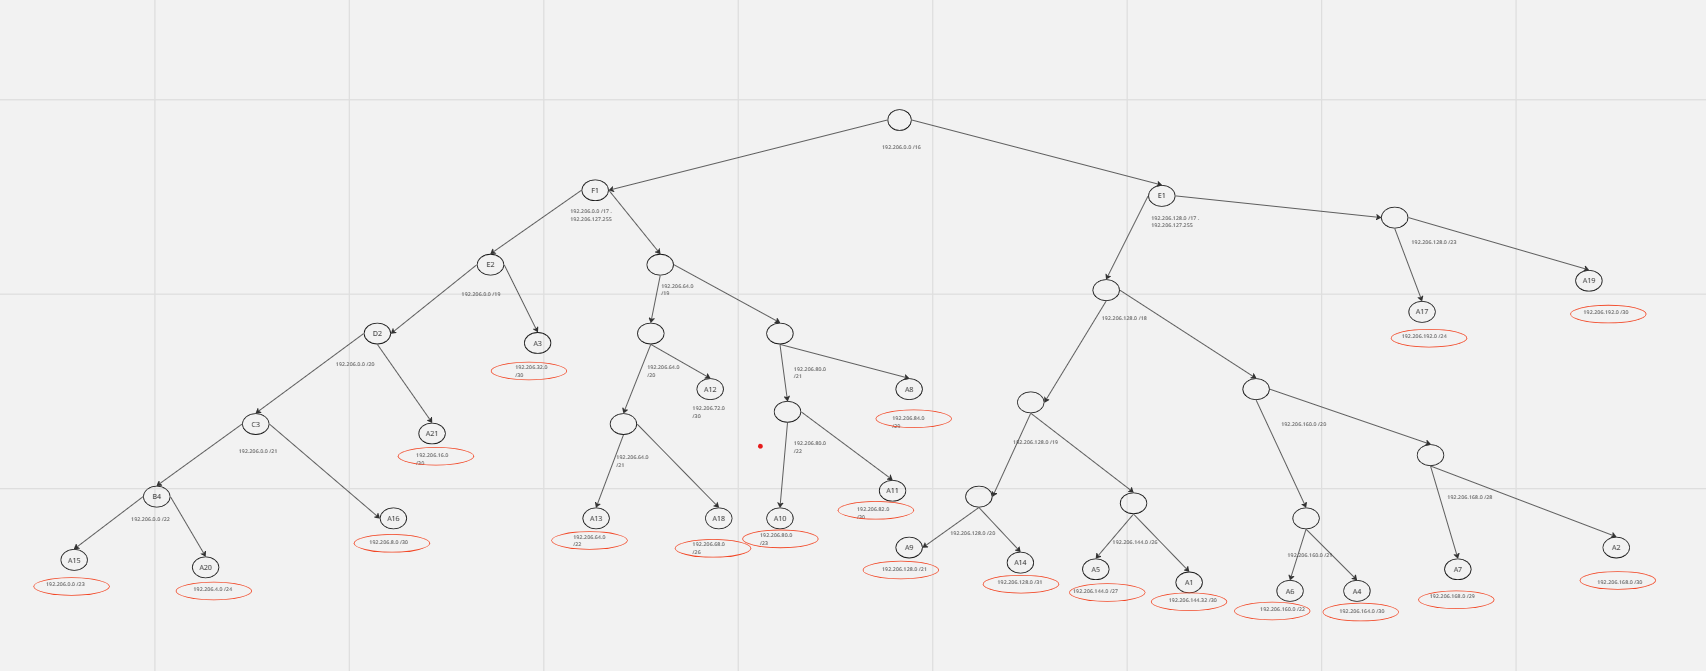 192.206.0.0 /16
F1
E1
192.206.0.0 /17 .
192.206.127.255
192.206.128.0 /17 .
192.206.127.255
192.206.128.0 /23
E2
192.206.0.0 /19
192.206.64.0
/19
A19
192.206.192.0 /30
A17
192.206.192.0 /24
192.206.128.0 /18
D2
A3
192.206.0.0 /20
192.206.32.0
/30
192.206.64.0
/20
192.206.80.0
/21
A12
192.206.72.0
/30
A8
192.206.84.0
C3
A21
192.206.0.0 /21
192.206.16.0
192.206.64.0
/21
192.206.80.0
/22
192.206.128.0 /19
192.206.160.0 /20
B4
192.206.0.0 /22
A16
192.206.8.0 /30
A13
192.206.64.0
/22
A18
192.206.68.0
/26
A10
192.206.80.0
/23
A11
192.206.82.0
192.206.168.0 /28
A15
192.206.0.0 /23
A20
192.206.4.0 /24
192.206.128.0 /20
192.206.144.0 /26
A9
192.206.128.0 /21
A14
192.206.128.0 /31
A5
192.206.144.0 /27
A1
192.206.144.32 /30
192.206.160.0
A6
192.206.160.0 /22
A4
192.206.164.0 /30
A7
192.206.168.0 /29
A2
192.206.168.0 /30